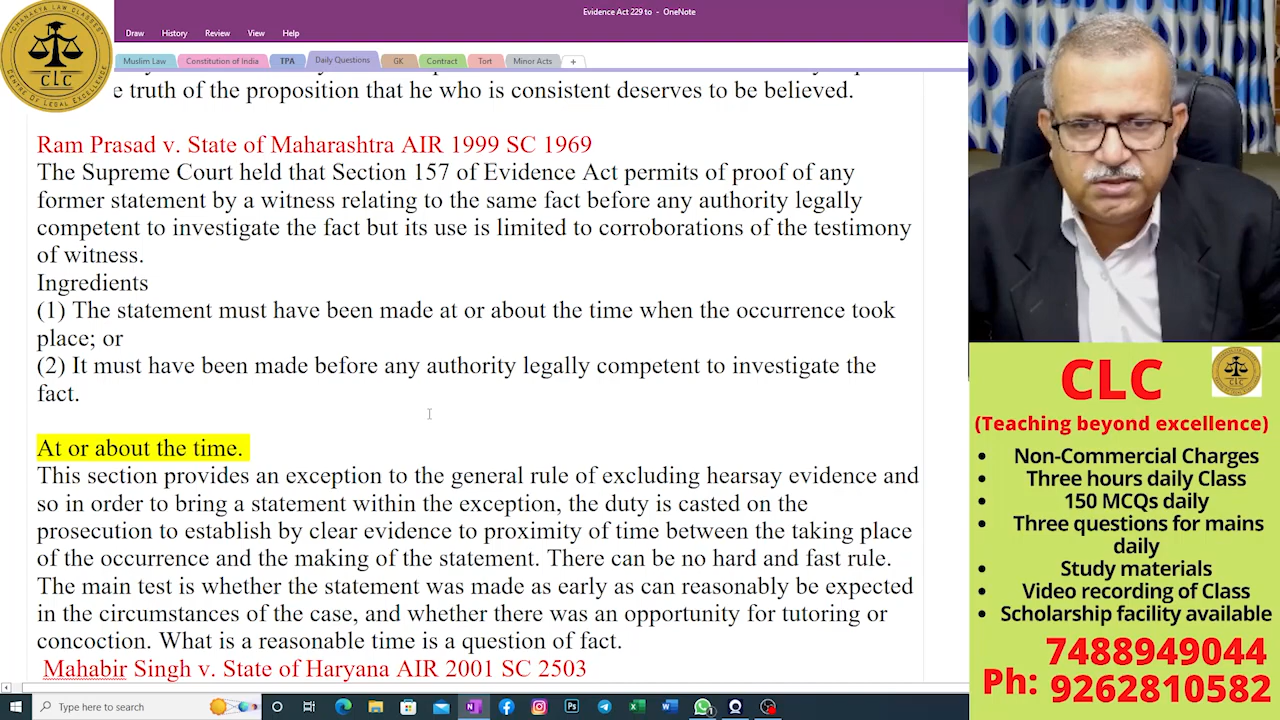 Evidence Act 229 to - OneNote
Draw History Review View Help
Muslim Law Constitution of India TPA Daily Questions GK Contract Tort Minor Acts +
e truth of the proposition that he who is consistent deserves to be believed.
Ram Prasad v. State of Maharashtra AIR 1999 SC 1969
The Supreme Court held that Section 157 of Evidence Act permits of proof of any
former statement by a witness relating to the same fact before any authority legally
competent to investigate the fact but its use is limited to corroborations of the testimony
of witness.
Ingredients
(1) The statement must have been made at or about the time when the occurrence took
place; or
(2) It must have been made before any authority legally competent to investigate the
fact.
At or about the time.
This section provides an exception to the general rule of excluding hearsay evidence and
so in order to bring a statement within the exception, the duty is casted on the
prosecution to establish by clear evidence to proximity of time between the taking place
of the occurrence and the making of the statement. There can be no hard and fast rule.
The main test is whether the statement was made as early as can reasonably be expected
in the circumstances of the case, and whether there was an opportunity for tutoring or
concoction. What is a reasonable time is a question of fact.
Mahabir Singh v. State of Haryana AIR 2001 SC 2503
Type here to search
CHANAKYA LAW CLASSES
CLC
CENTRE OF LEGAL EXCELLENCE
CLC
(Teaching beyond excellence)
• Non-Commercial Charges
• Three hours daily Class
• 150 MCQs daily
• Three questions for mains
daily
• Study materials
• Video recording of Class
• Scholarship facility available
7488949044
Ph: 9262810582